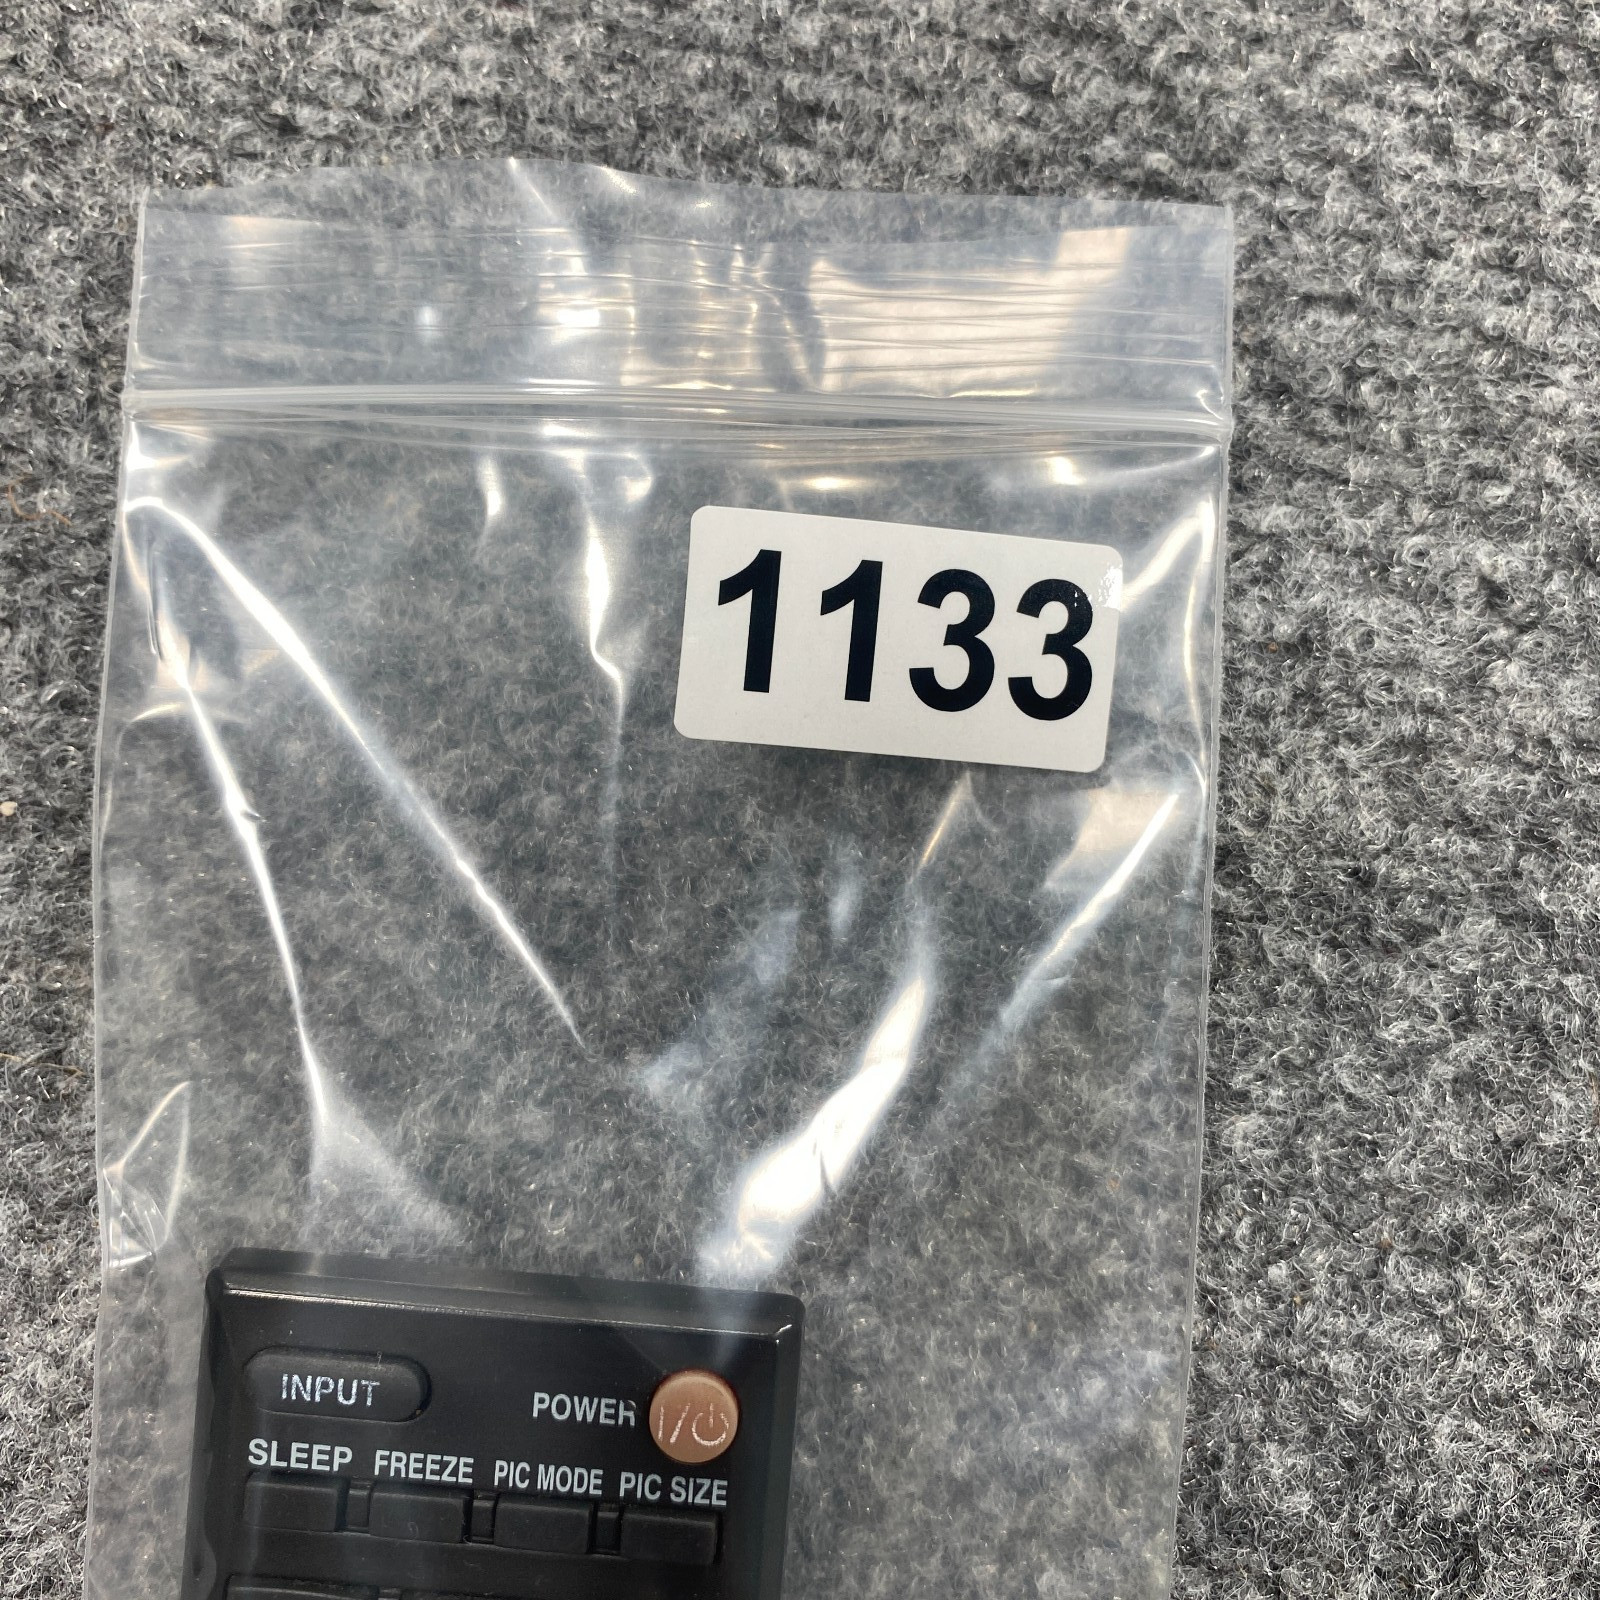 1133
INPUT
POWER I/⏻
SLEEP FREEZE PIC MODE PIC SIZE